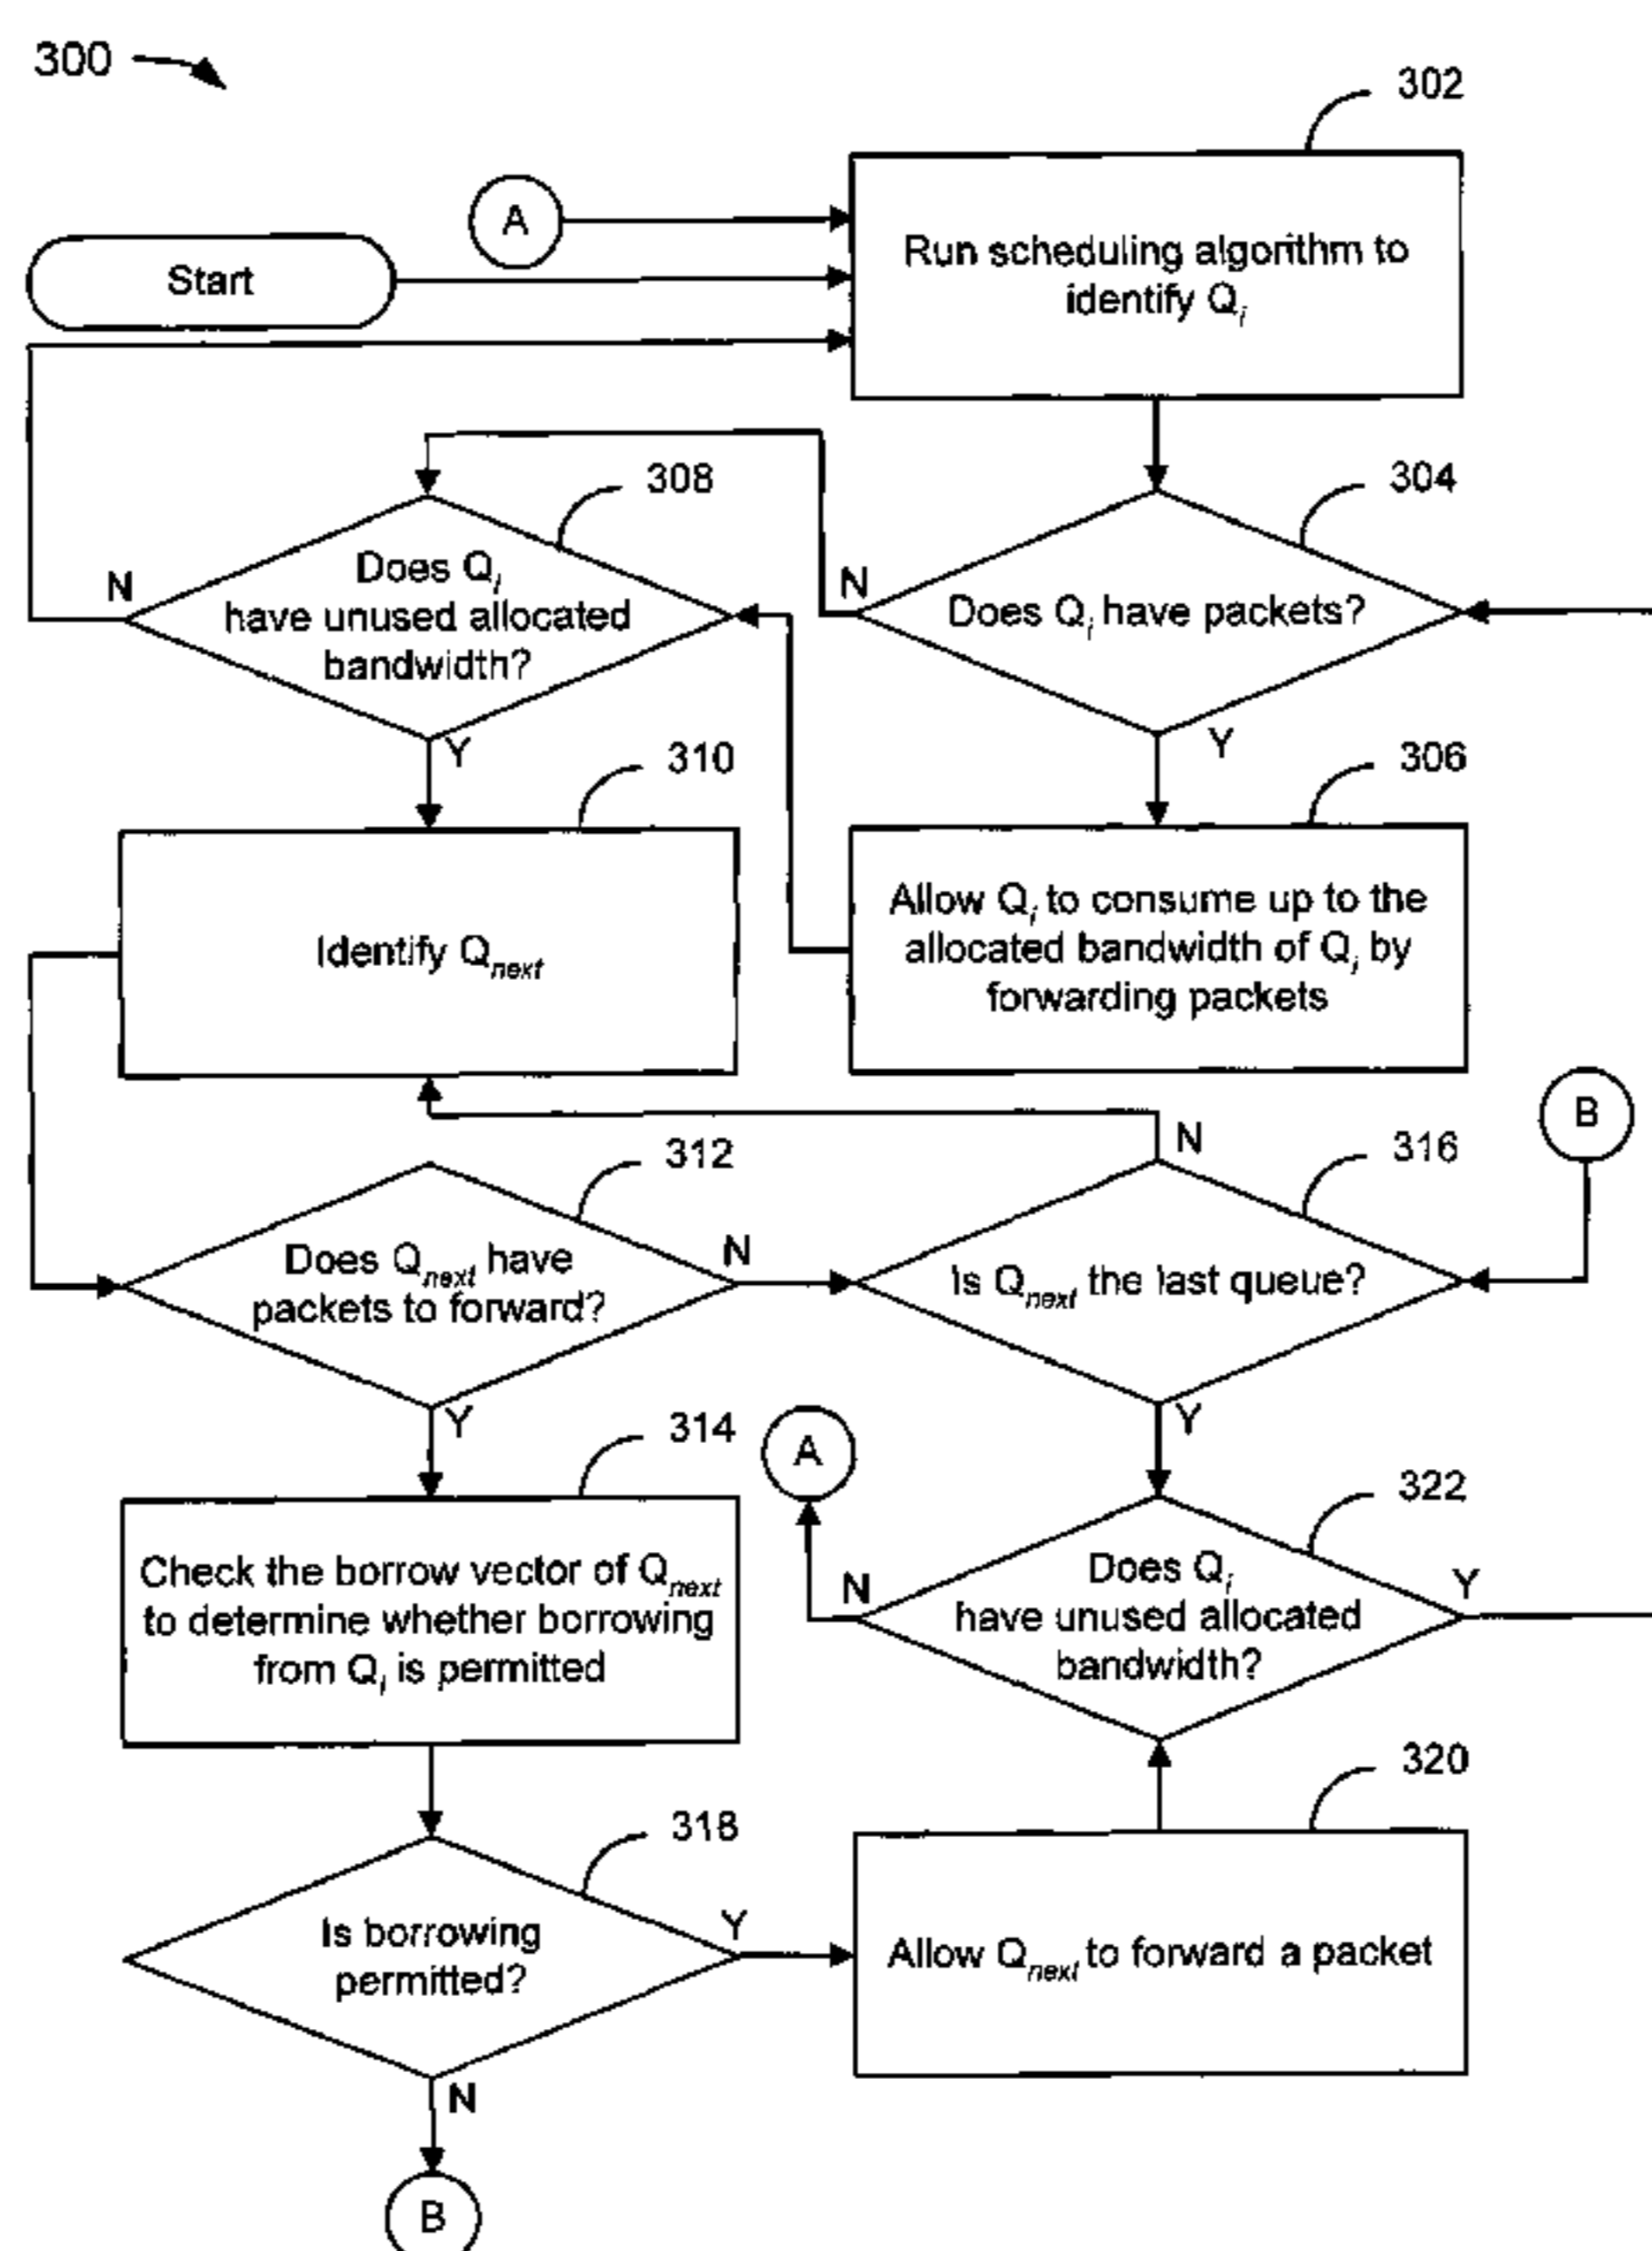 300
302
A
Start
Run scheduling algorithm to
identify Qi
308
304
N
Does Qi
have unused allocated
bandwidth?
N
Does Qi have packets?
Y
Y
310
306
Identify Qnext
Allow Qi to consume up to the
allocated bandwidth of Qi by
forwarding packets
B
312
N
316
Does Qnext have
packets to forward?
N
Is Qnext the last queue?
Y
Y
314
A
322
Check the borrow vector of Qnext
to determine whether borrowing
from Qi is permitted
N
Does Qi
have unused allocated
bandwidth?
Y
318
320
Is borrowing
permitted?
Y
Allow Qnext to forward a packet
N
B